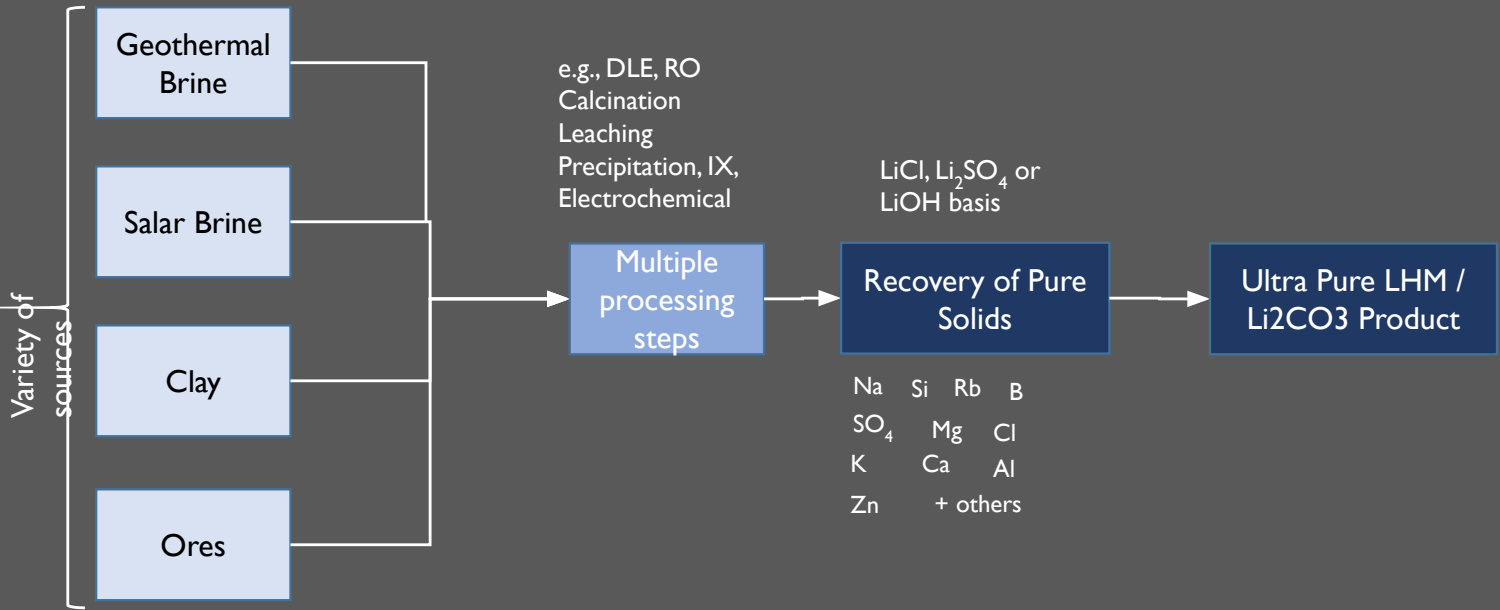 Variety of
sources
Geothermal
Brine
Salar Brine
Clay
Ores
e.g., DLE, RO
Calcination
Leaching
Precipitation, IX,
Electrochemical
Multiple
processing
steps
LiCl, Li₂SO₄ or
LiOH basis
Recovery of Pure
Solids
Na Si Rb B
SO₄ Mg Cl
K Ca Al
Zn + others
Ultra Pure LHM /
Li2CO3 Product